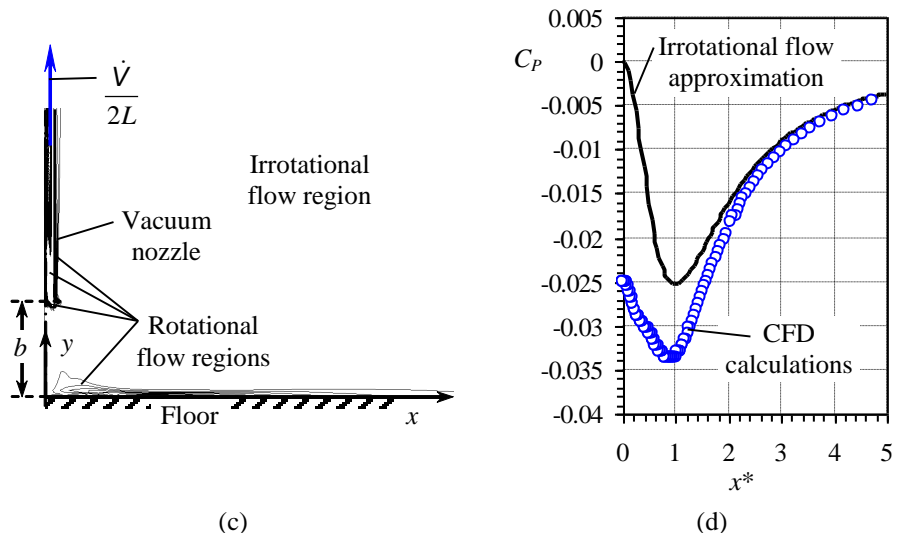 V̇
2L
Irrotational
flow region
Vacuum
nozzle
b
y
Rotational
flow regions
Floor
x
(c)
0.005
0
-0.005
-0.01
-0.015
-0.02
-0.025
-0.03
-0.035
-0.04
C_P
Irrotational flow
approximation
CFD
calculations
0 1 2 3 4 5
x*
(d)